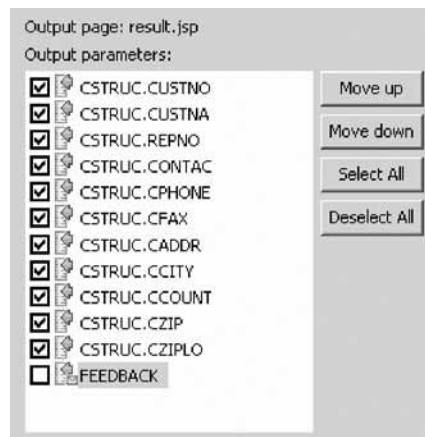 Output page: result.jsp
Output parameters:
CSTRUC.CUSTNO
CSTRUC.CUSTNA
CSTRUC.REPNO
CSTRUC.CONTAC
CSTRUC.CPHONE
CSTRUC.CFAX
CSTRUC.CADDR
CSTRUC.CCITY
CSTRUC.CCOUNT
CSTRUC.CZIP
CSTRUC.CZIPLO
FEEDBACK
Move up
Move down
Select All
Deselect All